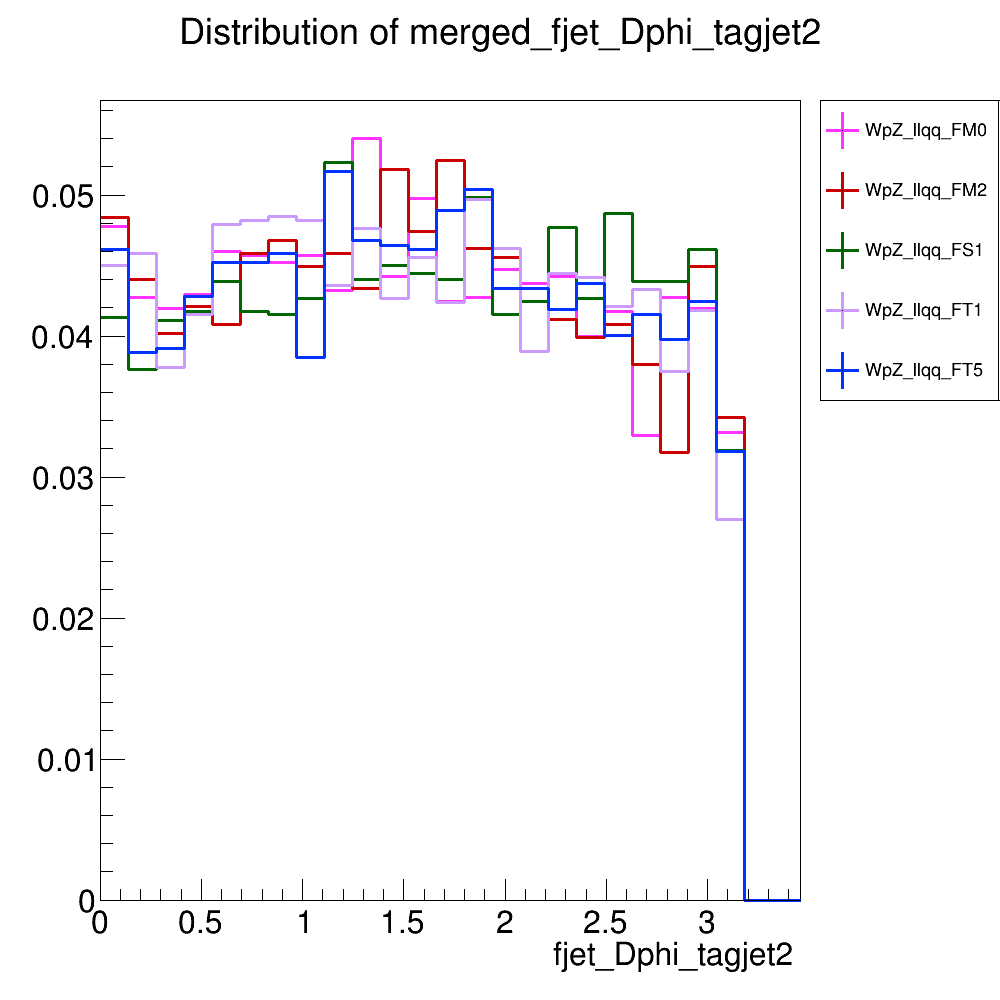 Distribution of merged_fjet_Dphi_tagjet2
WpZ_llqq_FM0
WpZ_llqq_FM2
WpZ_llqq_FS1
WpZ_llqq_FT1
WpZ_llqq_FT5
0.05
0.04
0.03
0.02
0.01
0
0 0.5 1 1.5 2 2.5 3
fjet_Dphi_tagjet2